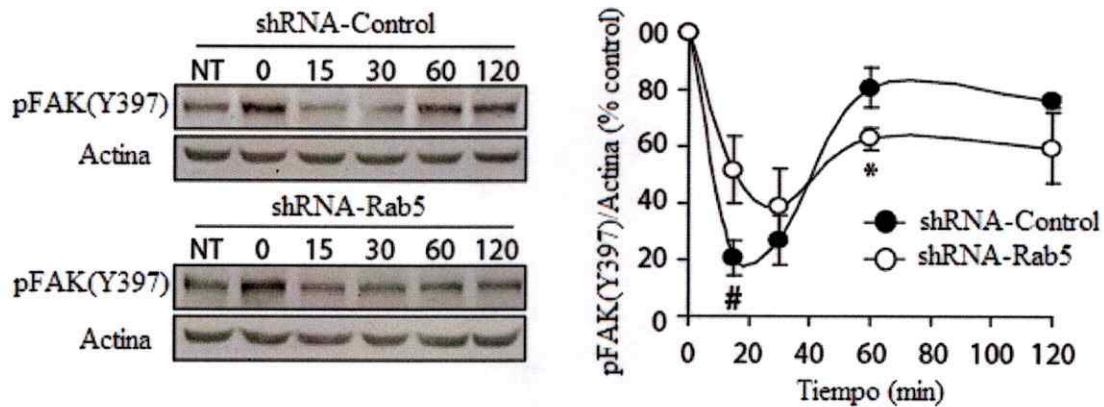 shRNA-Control
NT 0 15 30 60 120
pFAK(Y397)
Actina
shRNA-Rab5
NT 0 15 30 60 120
pFAK(Y397)
Actina
pFAK(Y397)/Actina (% control)
00
80
60
40
20
0
*
#
shRNA-Control
shRNA-Rab5
0 20 40 60 80 100 120
Tiempo (min)